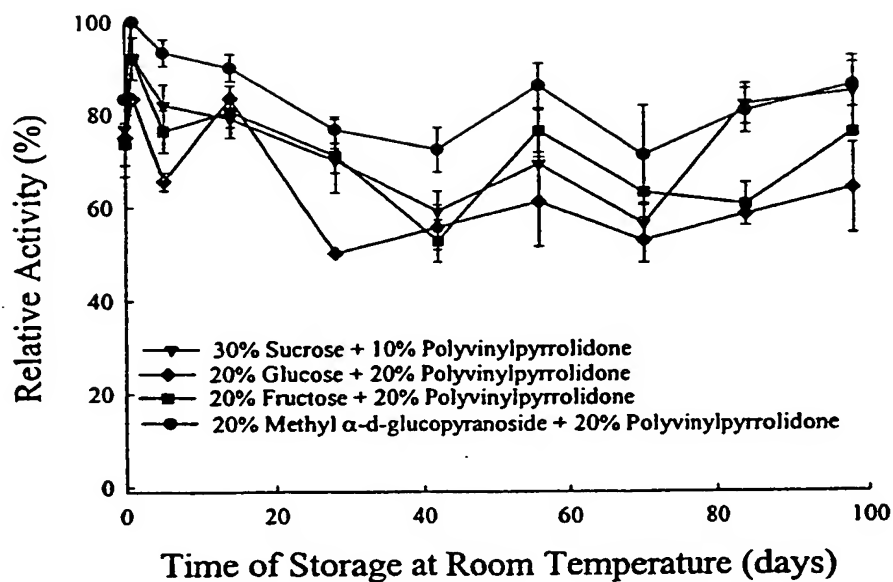 100
80
60
40
20
0
Relative Activity (%)
30% Sucrose + 10% Polyvinylpyrrolidone
20% Glucose + 20% Polyvinylpyrrolidone
20% Fructose + 20% Polyvinylpyrrolidone
20% Methyl α-d-glucopyranoside + 20% Polyvinylpyrrolidone
0 20 40 60 80 100
Time of Storage at Room Temperature (days)